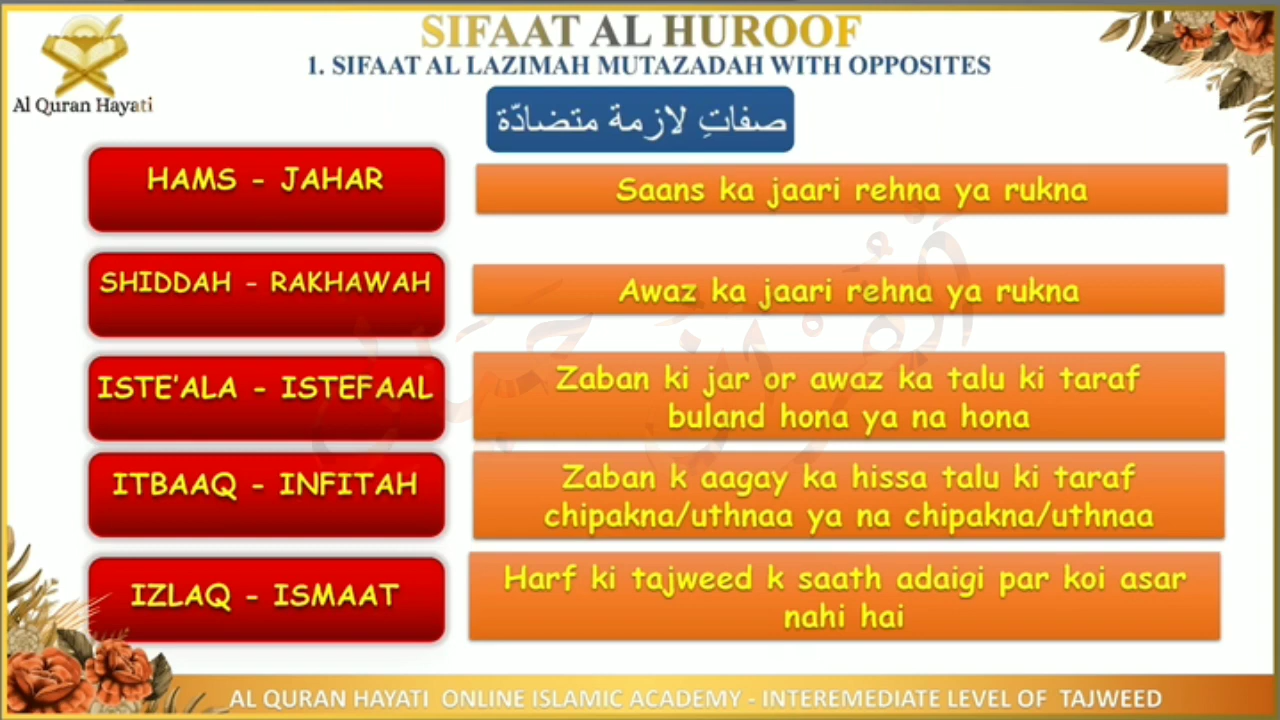 SIFAAT AL HUROOF
1. SIFAAT AL LAZIMAH MUTAZADAH WITH OPPOSITES
Al Quran Hayati
صفاتِ لازمة متضادّة
HAMS - JAHAR
Saans ka jaari rehna ya rukna
SHIDDAH - RAKHAWAH
Awaz ka jaari rehna ya rukna
ISTE'ALA - ISTEFAAL
Zaban ki jar or awaz ka talu ki taraf
buland hona ya na hona
ITBAAQ - INFITAH
Zaban k aagay ka hissa talu ki taraf
chipakna/uthnaa ya na chipakna/uthnaa
IZLAQ - ISMAAT
Harf ki tajweed k saath adaigi par koi asar
nahi hai
AL QURAN HAYATI ONLINE ISLAMIC ACADEMY - INTEREMEDIATE LEVEL OF TAJWEED